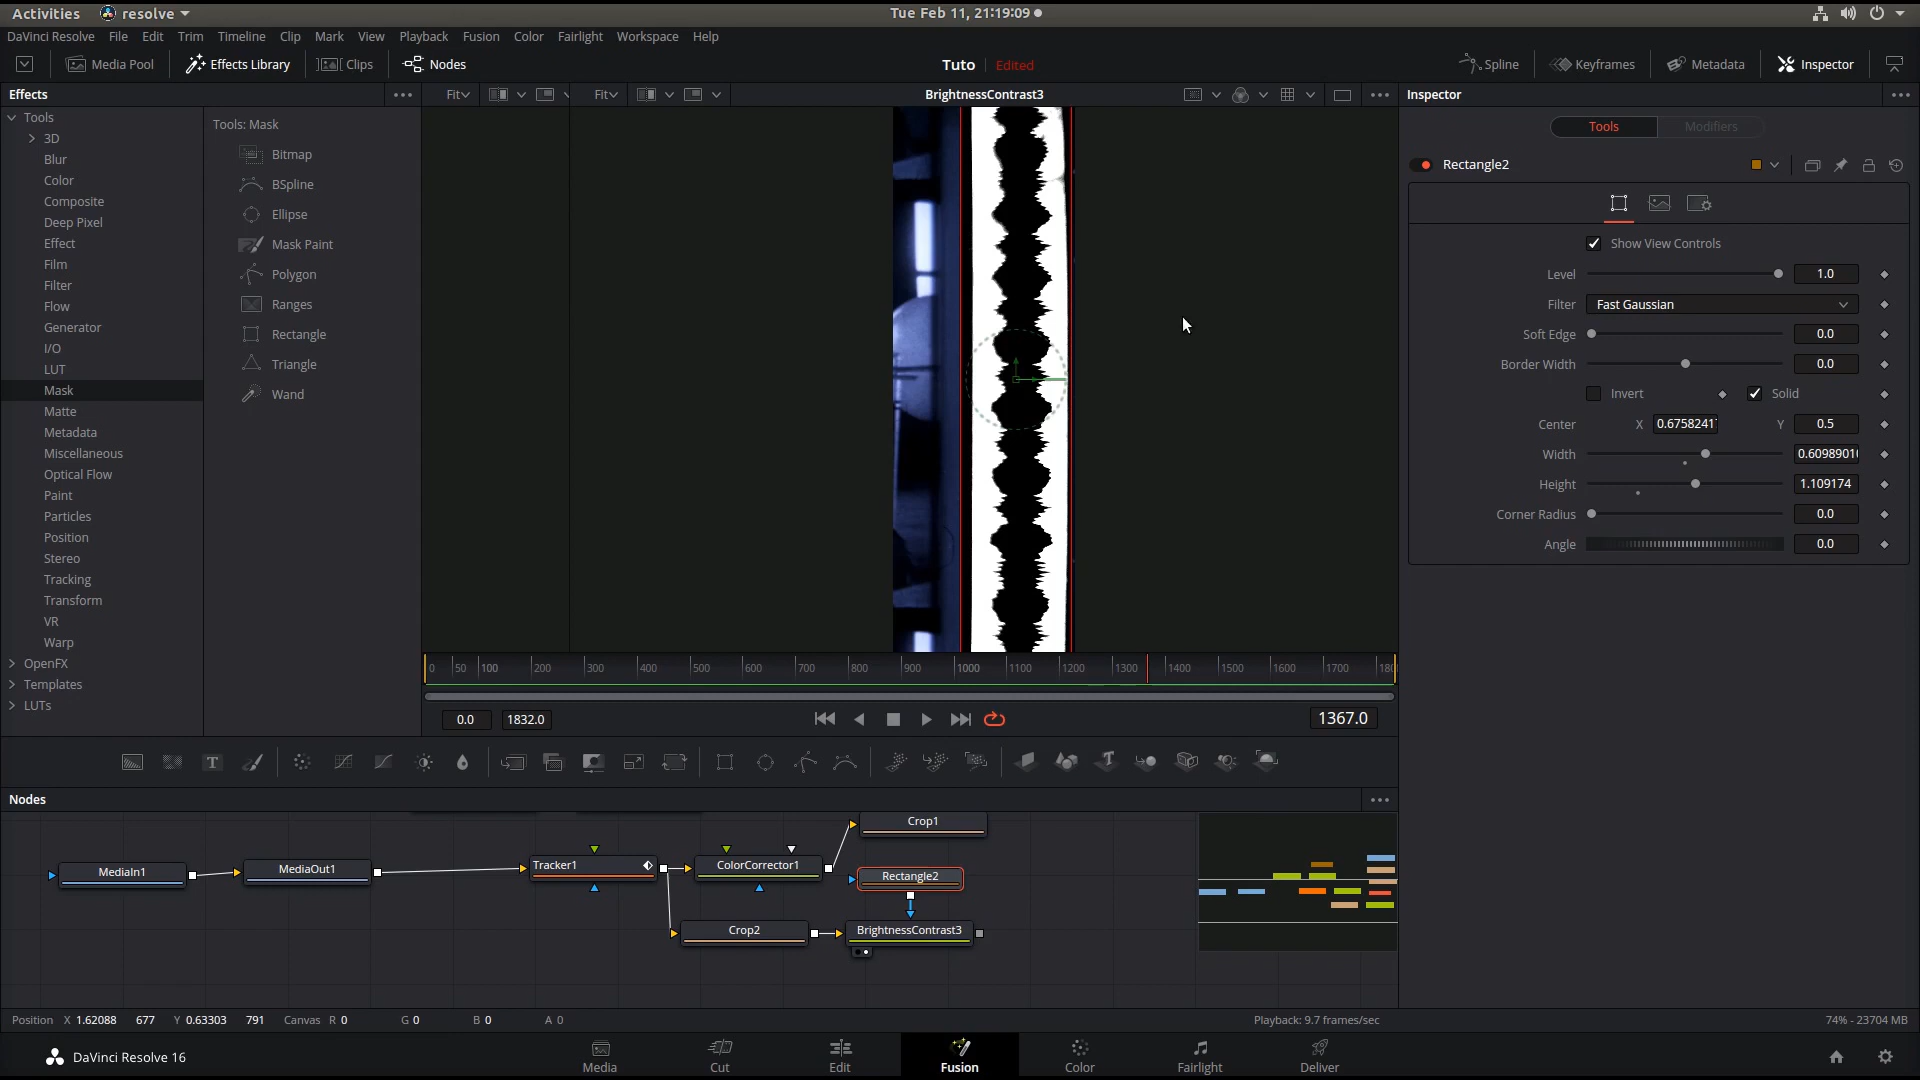 Activities resolve Tue Feb 11, 21:19:09
DaVinci Resolve File Edit Trim Timeline Clip Mark View Playback Fusion Color Fairlight Workspace Help
Media Pool Effects Library Clips Nodes Tuto Edited Spline Keyframes Metadata Inspector
Effects Fit Fit BrightnessContrast3 Inspector
Tools
3D
Blur
Color
Composite
Deep Pixel
Effect
Film
Filter
Flow
Generator
I/O
LUT
Mask
Matte
Metadata
Miscellaneous
Optical Flow
Paint
Particles
Position
Stereo
Tracking
Transform
VR
Warp
OpenFX
Templates
LUTs
Tools: Mask
Bitmap
BSpline
Ellipse
Mask Paint
Polygon
Ranges
Rectangle
Triangle
Wand
Tools Modifiers
Rectangle2
Show View Controls
Level 1.0
Filter Fast Gaussian
Soft Edge 0.0
Border Width 0.0
Invert Solid
Center X 0.6758241 Y 0.5
Width 0.6098901
Height 1.109174
Corner Radius 0.0
Angle 0.0
0 50 100 200 300 400 500 600 700 800 900 1000 1100 1200 1300 1400 1500 1600 1700 180
0.0 1832.0 1367.0
T
Nodes
Crop1
MediaIn1 MediaOut1 Tracker1 ColorCorrector1 Rectangle2
Crop2 BrightnessContrast3
Position X 1.62088 677 Y 0.63303 791 Canvas R 0 G 0 B 0 A 0 Playback: 9.7 frames/sec 74% - 23704 MB
DaVinci Resolve 16 Media Cut Edit Fusion Color Fairlight Deliver